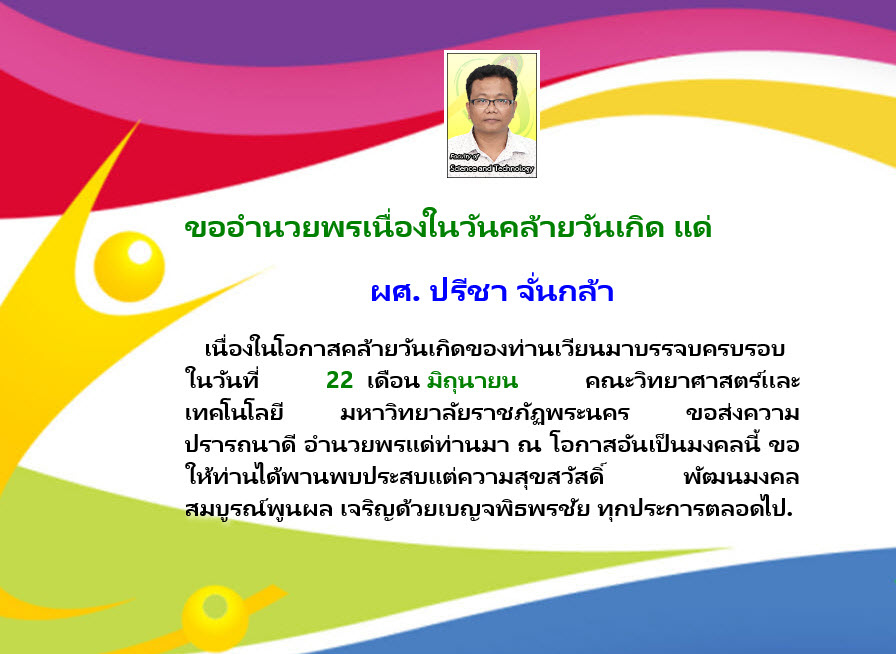 Faculty of
Science and Technology
ขออำนวยพรเนื่องในวันคล้ายวันเกิด แด่
ผศ. ปรีชา จั่นกล้า
เนื่องในโอกาสคล้ายวันเกิดของท่านเวียนมาบรรจบครบรอบ
ในวันที่ 22 เดือน มิถุนายน คณะวิทยาศาสตร์และ
เทคโนโลยี มหาวิทยาลัยราชภัฏพระนคร ขอส่งความ
ปรารถนาดี อำนวยพรแด่ท่านมา ณ โอกาสอันเป็นมงคลนี้ ขอ
ให้ท่านได้พานพบประสบแต่ความสุขสวัสดิ์ พัฒนมงคล
สมบูรณ์พูนผล เจริญด้วยเบญจพิธพรชัย ทุกประการตลอดไป.